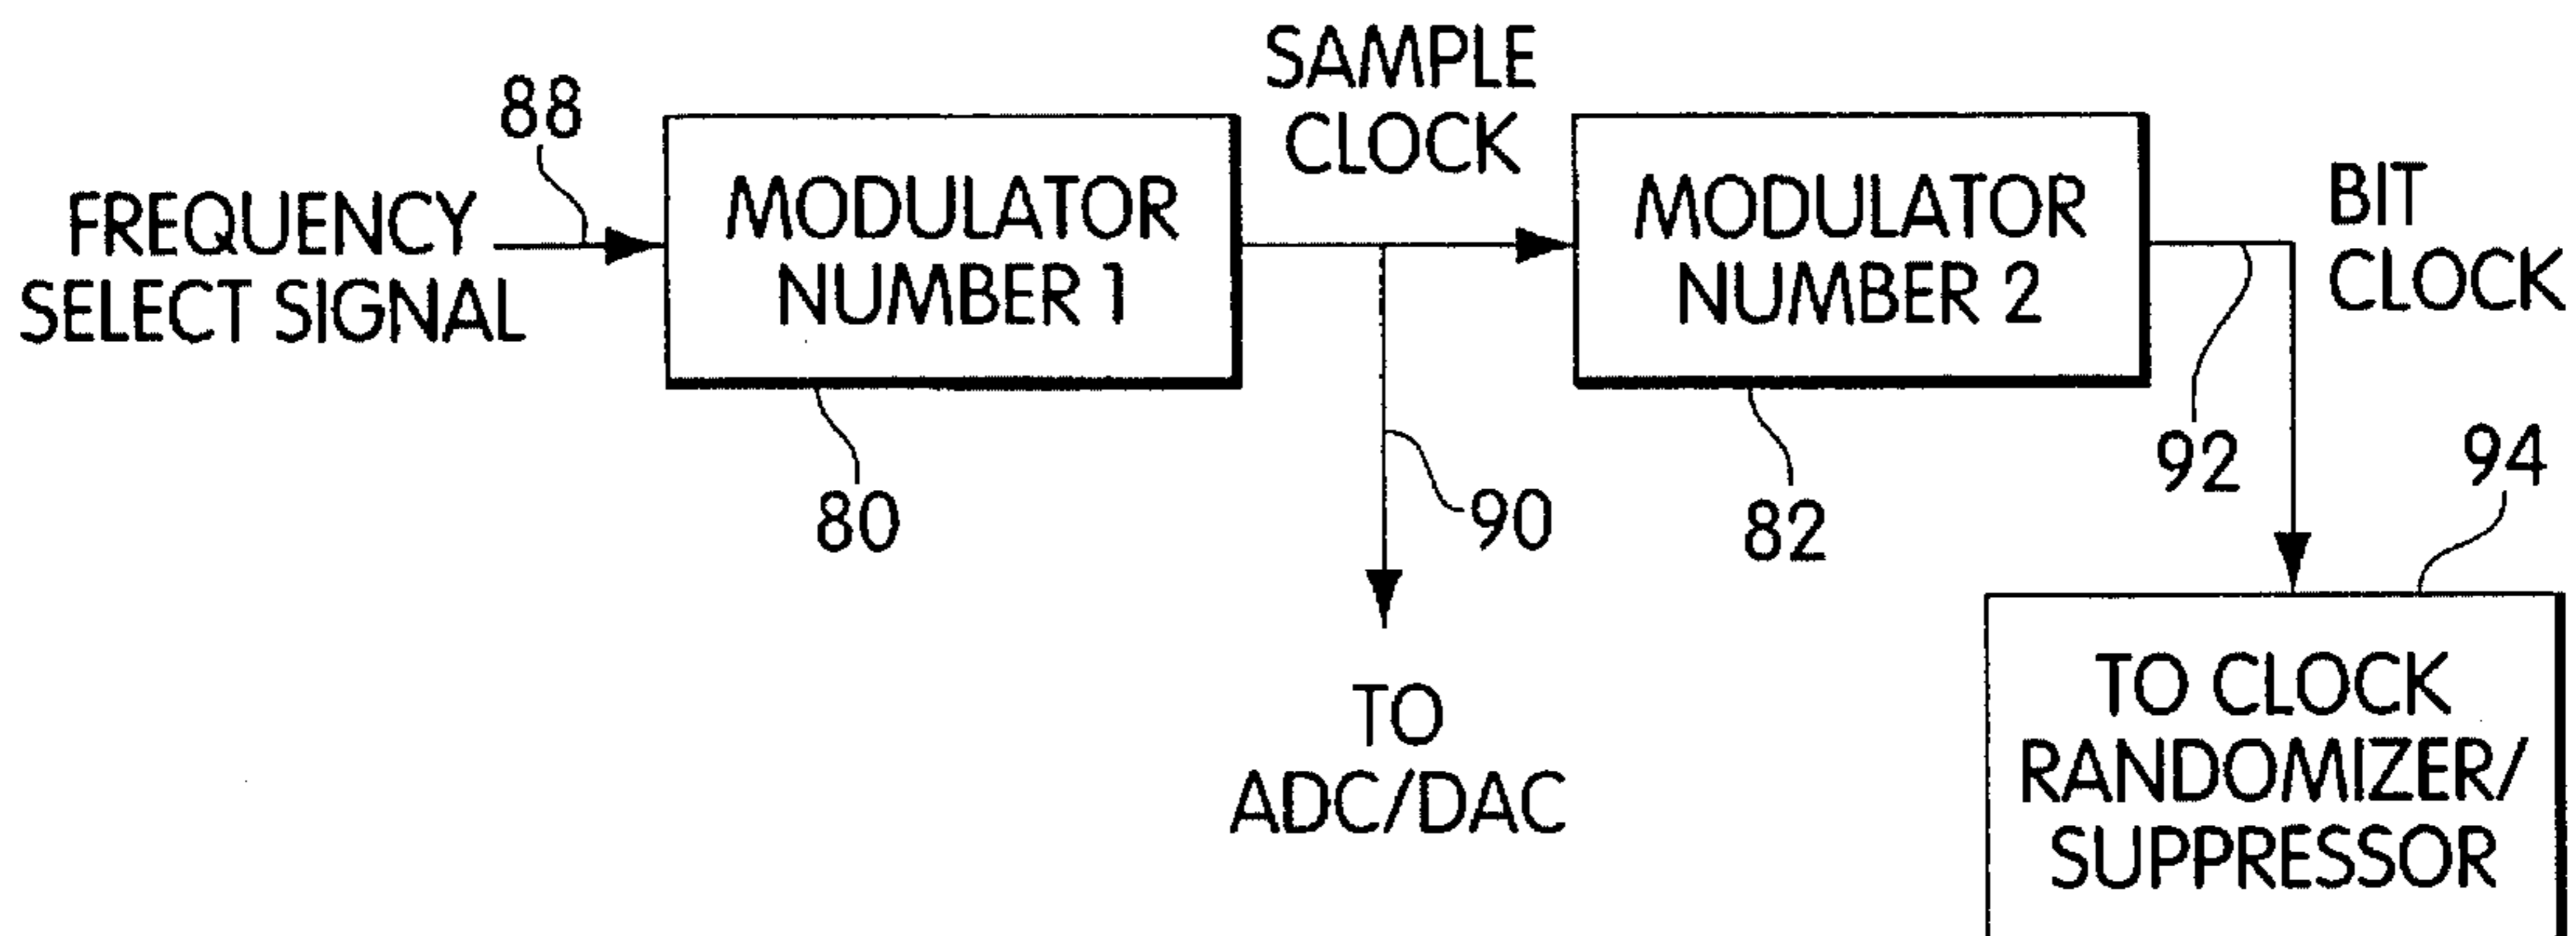 88
FREQUENCY
SELECT SIGNAL
MODULATOR
NUMBER 1
80
SAMPLE
CLOCK
90
TO
ADC/DAC
MODULATOR
NUMBER 2
82
BIT
CLOCK
92
94
TO CLOCK
RANDOMIZER/
SUPPRESSOR